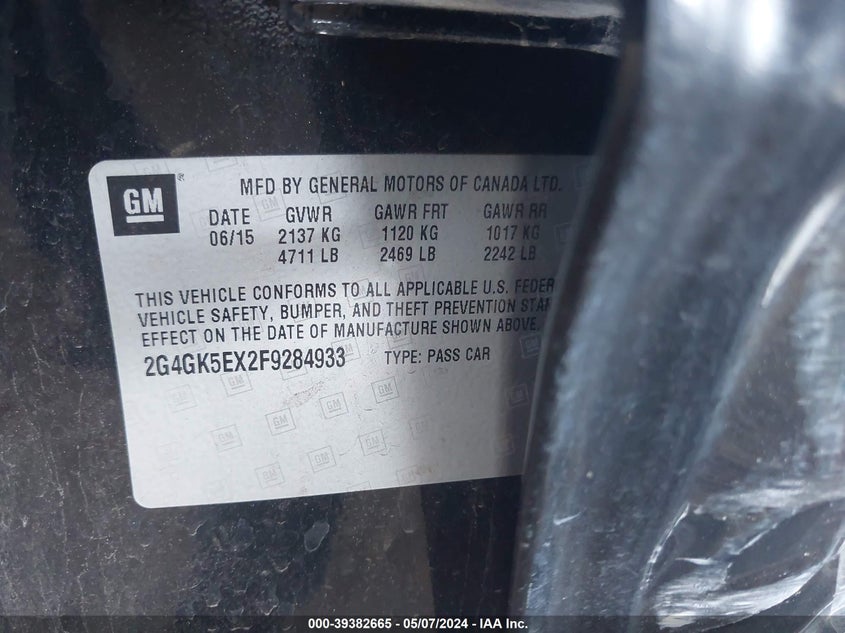 GM
MFD BY GENERAL MOTORS OF CANADA LTD.
DATE GVWR GAWR FRT GAWR RR
06/15 2137 KG 1120 KG 1017 KG
4711 LB 2469 LB 2242 LB
THIS VEHICLE CONFORMS TO ALL APPLICABLE U.S. FEDER
VEHICLE SAFETY, BUMPER, AND THEFT PREVENTION STAN
EFFECT ON THE DATE OF MANUFACTURE SHOWN ABOVE.
2G4GK5EX2F9284933 TYPE: PASS CAR
000-39382665 - 05/07/2024 - IAA Inc.